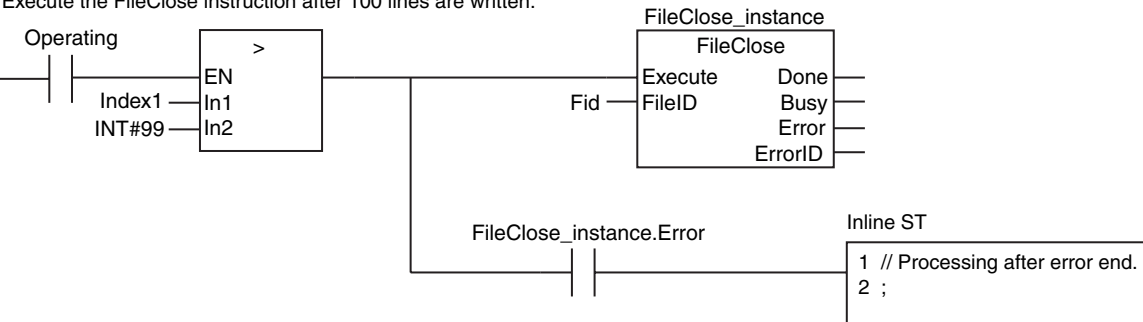 Execute the FileClose instruction after 100 lines are written.
FileClose_instance
Operating
>
FileClose
EN
Execute Done
Index1 In1
Fid FileID Busy
INT#99 In2
Error
ErrorID
FileClose_instance.Error
Inline ST
1 // Processing after error end.
2 ;